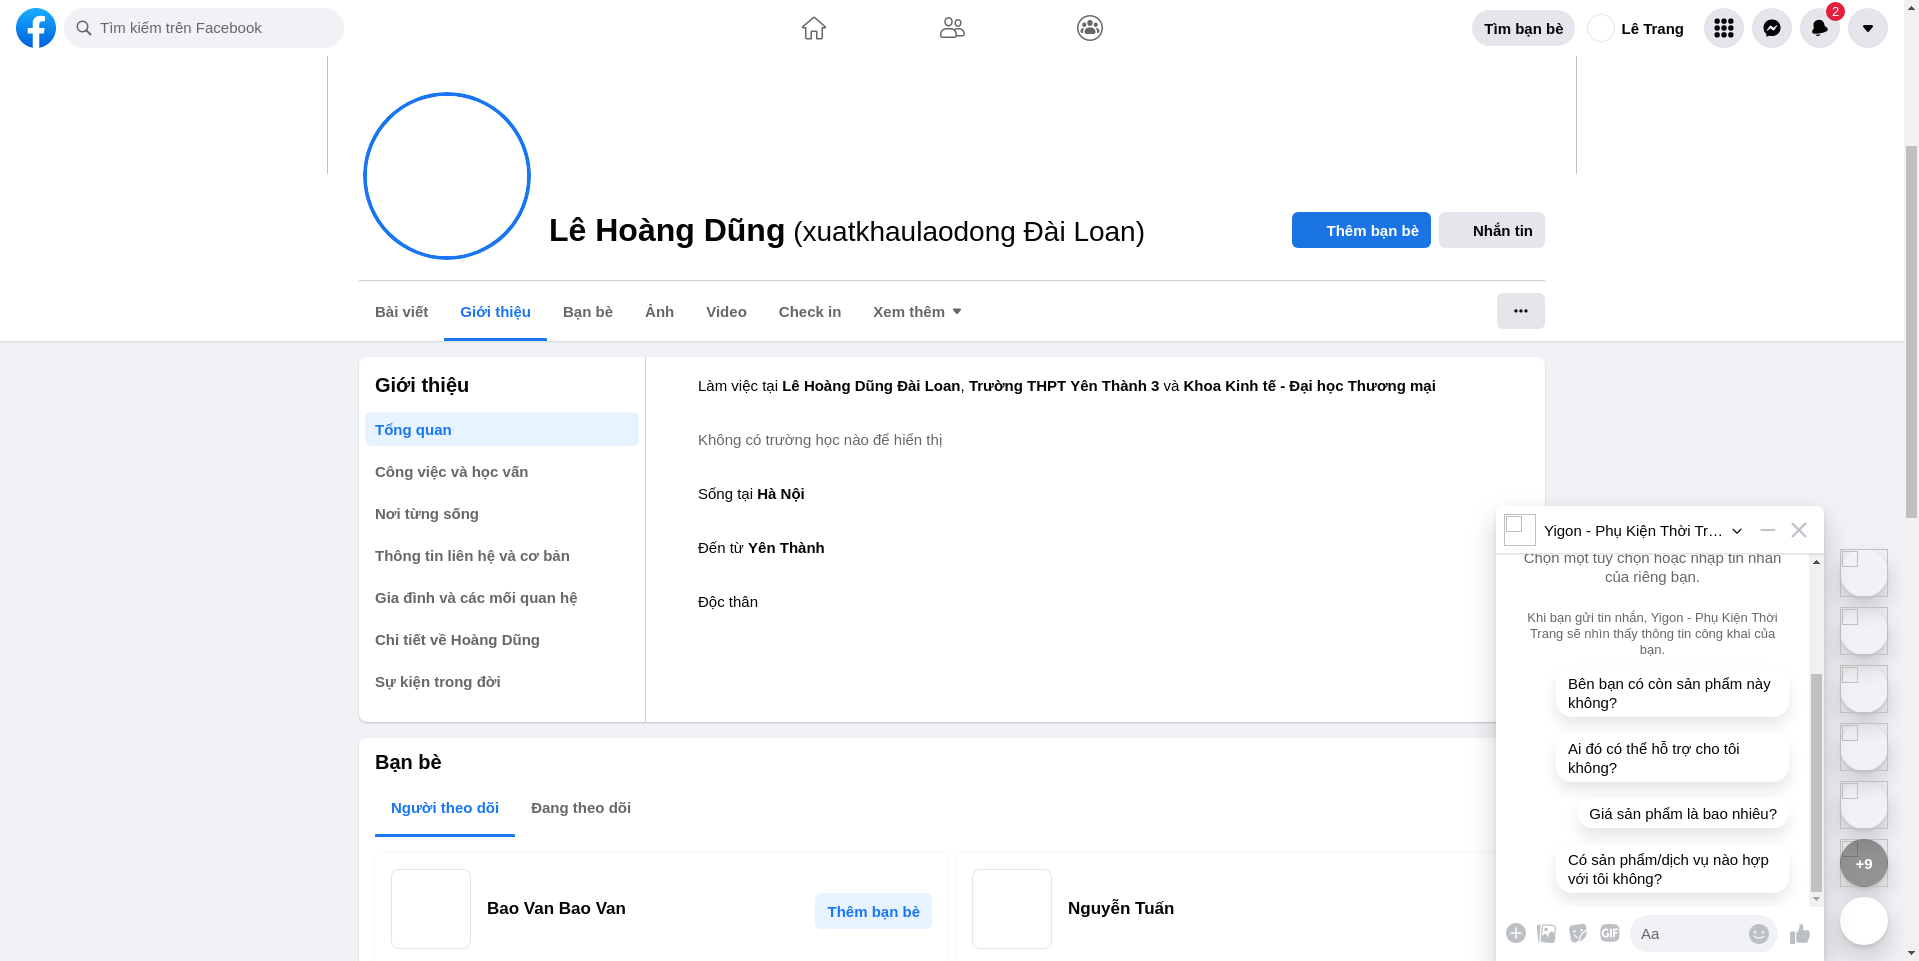 Tìm kiếm trên Facebook
Tìm bạn bè
Lê Trang
2
Lê Hoàng Dũng (xuatkhaulaodong Đài Loan)
Thêm bạn bè
Nhắn tin
Bài viết
Giới thiệu
Bạn bè
Ảnh
Video
Check in
Xem thêm
Giới thiệu
Tổng quan
Công việc và học vấn
Nơi từng sống
Thông tin liên hệ và cơ bản
Gia đình và các mối quan hệ
Chi tiết về Hoàng Dũng
Sự kiện trong đời
Làm việc tại Lê Hoàng Dũng Đài Loan, Trường THPT Yên Thành 3 và Khoa Kinh tế - Đại học Thương mại
Không có trường học nào để hiển thị
Sống tại Hà Nội
Đến từ Yên Thành
Độc thân
Bạn bè
Người theo dõi
Đang theo dõi
Bao Van Bao Van
Thêm bạn bè
Nguyễn Tuấn
Yigon - Phụ Kiện Thời Tr...
Chọn một tùy chọn hoặc nhập tin nhắn
của riêng bạn.
Khi bạn gửi tin nhắn, Yigon - Phụ Kiện Thời
Trang sẽ nhìn thấy thông tin công khai của
bạn.
Bên bạn có còn sản phẩm này
không?
Ai đó có thể hỗ trợ cho tôi
không?
Giá sản phẩm là bao nhiêu?
Có sản phẩm/dịch vụ nào hợp
với tôi không?
GIF
Aa
+9